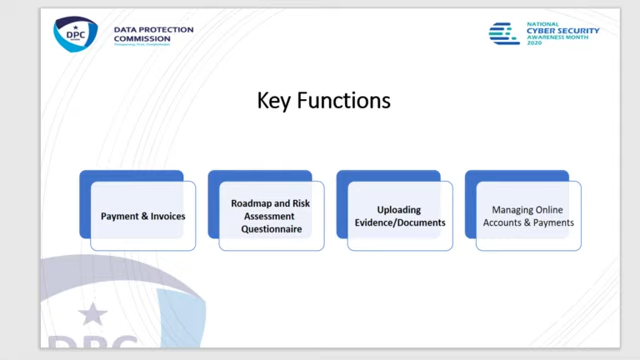 DPC
DATA PROTECTION
COMMISSION
NATIONAL
CYBER SECURITY
AWARENESS MONTH
2020
Key Functions
Payment & Invoices
Roadmap and Risk
Assessment
Questionnaire
Uploading
Evidence/Documents
Managing Online
Accounts & Payments
DPC